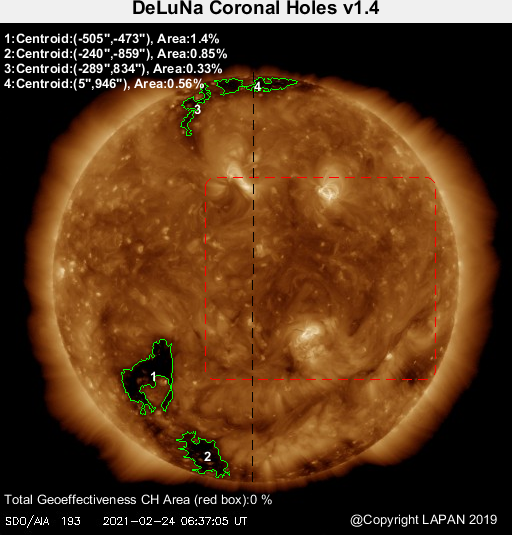 DeLuNa Coronal Holes v1.4
1:Centroid:(-505",-473"), Area:1.4%
2:Centroid:(-240",-859"), Area:0.85%
3:Centroid:(-289",834"), Area:0.33%
4:Centroid:(5",946"), Area:0.56%
4
3
1
2
Total Geoeffectiveness CH Area (red box):0 %
SDO/AIA 193 2021-02-24 06:37:05 UT
@Copyright LAPAN 2019